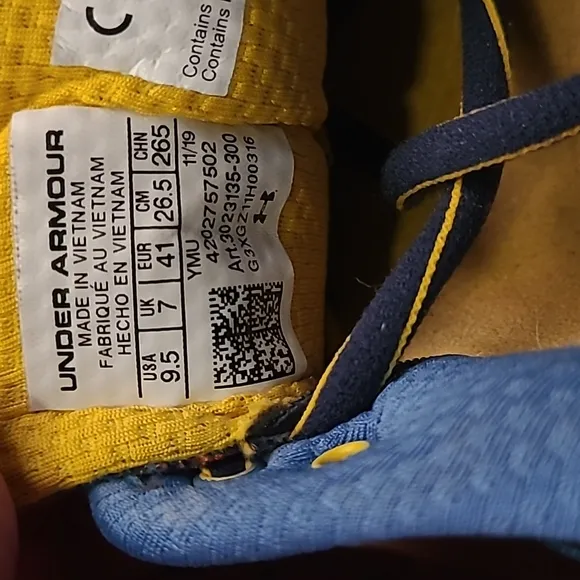 C
Contains
Contains R
UNDER ARMOUR
MADE IN VIETNAM
FABRIQUÉ AU VIETNAM
HECHO EN VIETNAM
USA UK EUR CM CHN
9.5 7 41 26.5 265
YMU 11/19
4202757502
Art.3023135-300
G3XGZ11H00316